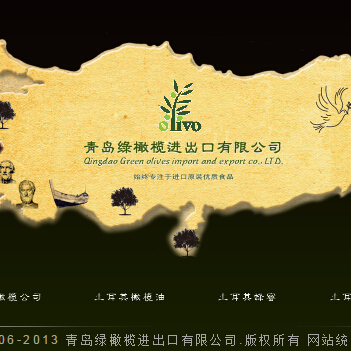 olivo
青岛绿橄榄进出口有限公司
Qingdao Green olives import and export co., LTD.
始终专注于进口原装优质食品
橄榄公司 土耳其橄榄油 土耳其蜂蜜 土耳
06-2013 青岛绿橄榄进出口有限公司.版权所有 网站统